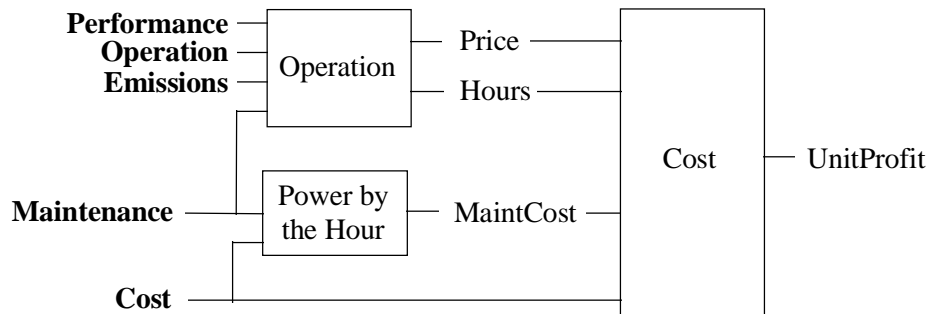 Performance
Operation
Emissions
Operation
Price
Hours
Cost
UnitProfit
Maintenance
Power by
the Hour
MaintCost
Cost